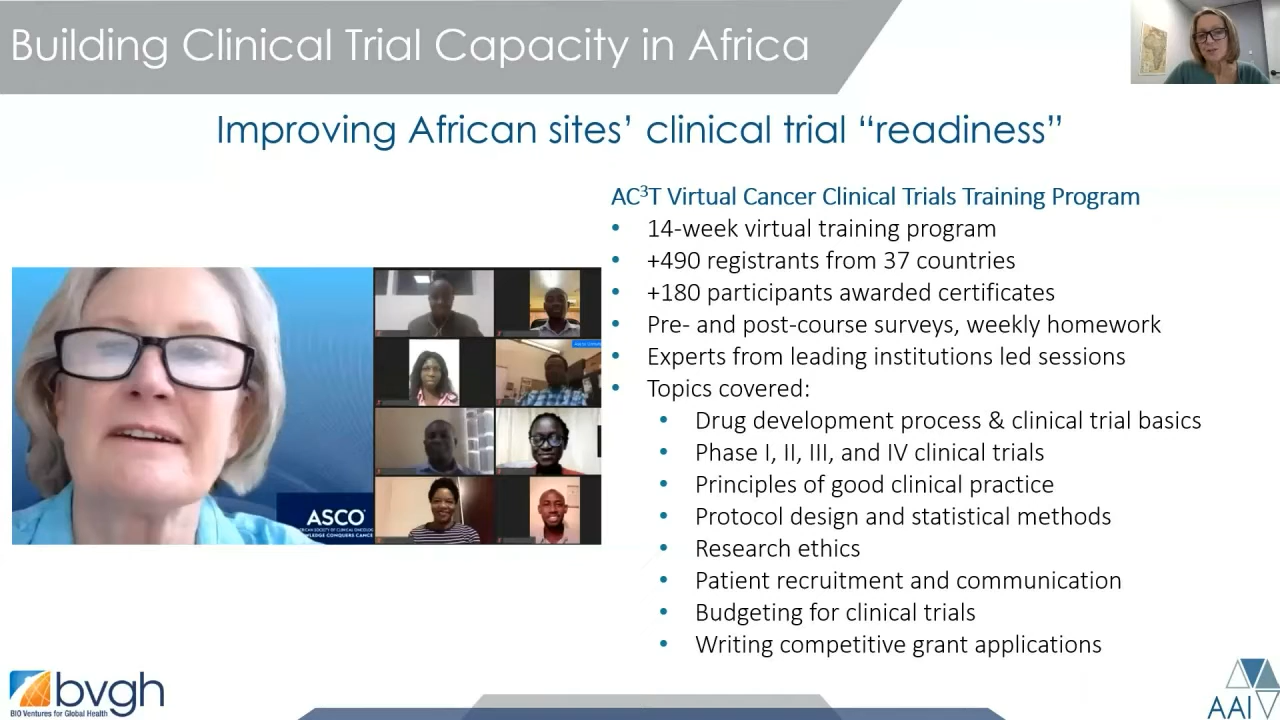 Building Clinical Trial Capacity in Africa
Improving African sites’ clinical trial “readiness”
AC³T Virtual Cancer Clinical Trials Training Program
• 14-week virtual training program
• +490 registrants from 37 countries
• +180 participants awarded certificates
• Pre- and post-course surveys, weekly homework
• Experts from leading institutions led sessions
• Topics covered:
• Drug development process & clinical trial basics
• Phase I, II, III, and IV clinical trials
• Principles of good clinical practice
• Protocol design and statistical methods
• Research ethics
• Patient recruitment and communication
• Budgeting for clinical trials
• Writing competitive grant applications
ASCO
SOCIETY OF CLINICAL
CONQUERS
bvgh
BIO Ventures for Global Health
AAI